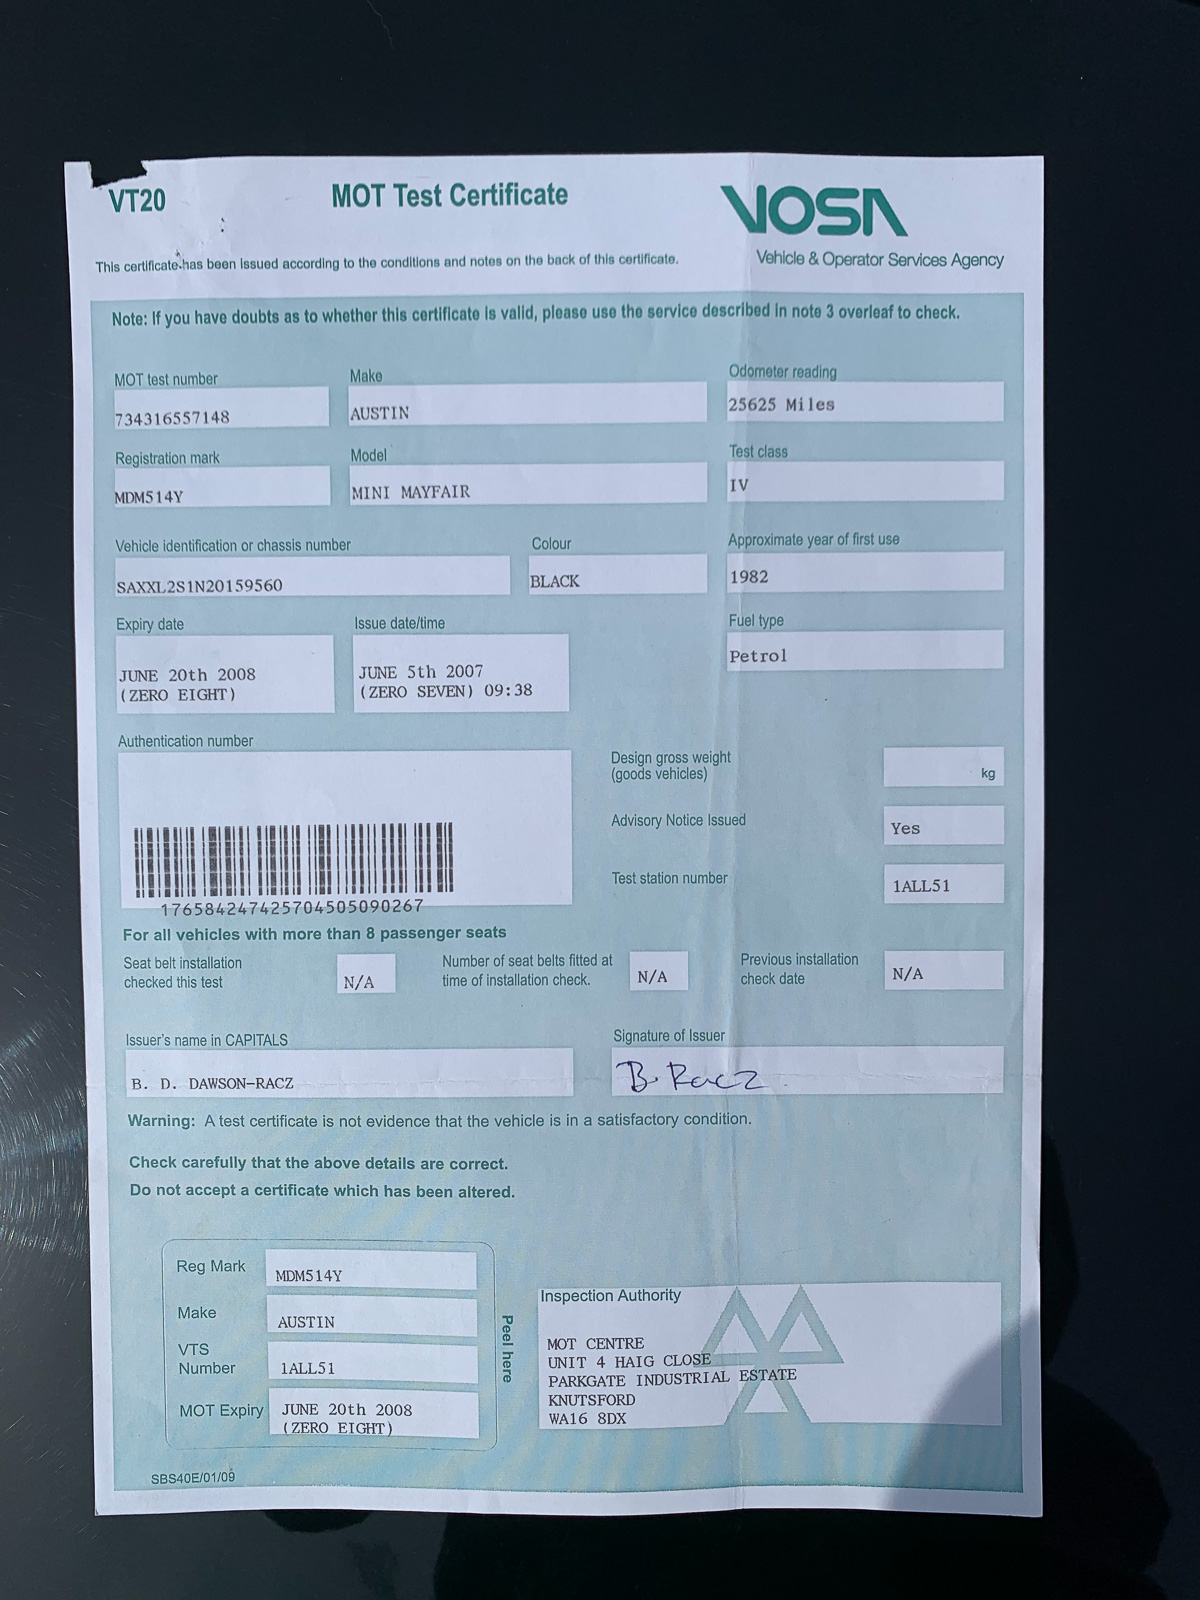 VT20
MOT Test Certificate
VOSA
Vehicle & Operator Services Agency
This certificate has been issued according to the conditions and notes on the back of this certificate.
Note: If you have doubts as to whether this certificate is valid, please use the service described in note 3 overleaf to check.
MOT test number
734316557148
Make
AUSTIN
Odometer reading
25625 Miles
Registration mark
MDM514Y
Model
MINI MAYFAIR
Test class
IV
Vehicle identification or chassis number
SAXXL2S1N20159560
Colour
BLACK
Approximate year of first use
1982
Expiry date
JUNE 20th 2008
(ZERO EIGHT)
Issue date/time
JUNE 5th 2007
(ZERO SEVEN) 09:38
Fuel type
Petrol
Authentication number
176584247425704505090267
Design gross weight
(goods vehicles)
kg
Advisory Notice Issued
Yes
Test station number
1ALL51
For all vehicles with more than 8 passenger seats
Seat belt installation
checked this test
N/A
Number of seat belts fitted at
time of installation check.
N/A
Previous installation
check date
N/A
Issuer's name in CAPITALS
B. D. DAWSON-RACZ
Signature of Issuer
B. Racz
Warning: A test certificate is not evidence that the vehicle is in a satisfactory condition.
Check carefully that the above details are correct.
Do not accept a certificate which has been altered.
Reg Mark
MDM514Y
Make
AUSTIN
VTS
Number
1ALL51
MOT Expiry
JUNE 20th 2008
(ZERO EIGHT)
Peel here
Inspection Authority
MOT CENTRE
UNIT 4 HAIG CLOSE
PARKGATE INDUSTRIAL ESTATE
KNUTSFORD
WA16 8DX
SBS40E/01/09